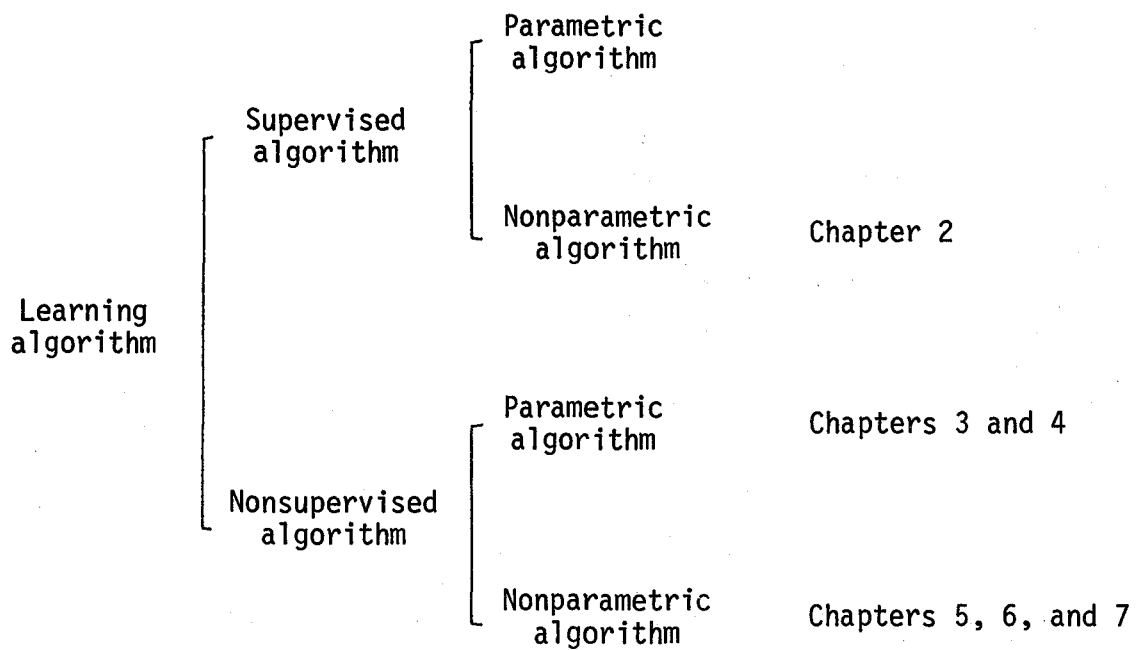 Parametric
algorithm
Supervised
algorithm
Nonparametric
algorithm
Chapter 2
Learning
algorithm
Parametric
algorithm
Chapters 3 and 4
Nonsupervised
algorithm
Nonparametric
algorithm
Chapters 5, 6, and 7